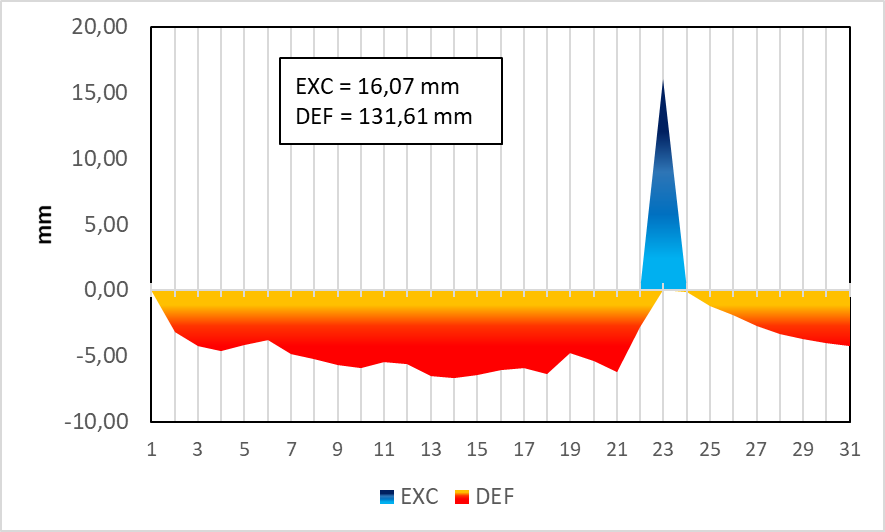 20,00
15,00
10,00
5,00
0,00
-5,00
-10,00
mm
EXC = 16,07 mm
DEF = 131,61 mm
1 3 5 7 9 11 13 15 17 19 21 23 25 27 29 31
EXC DEF